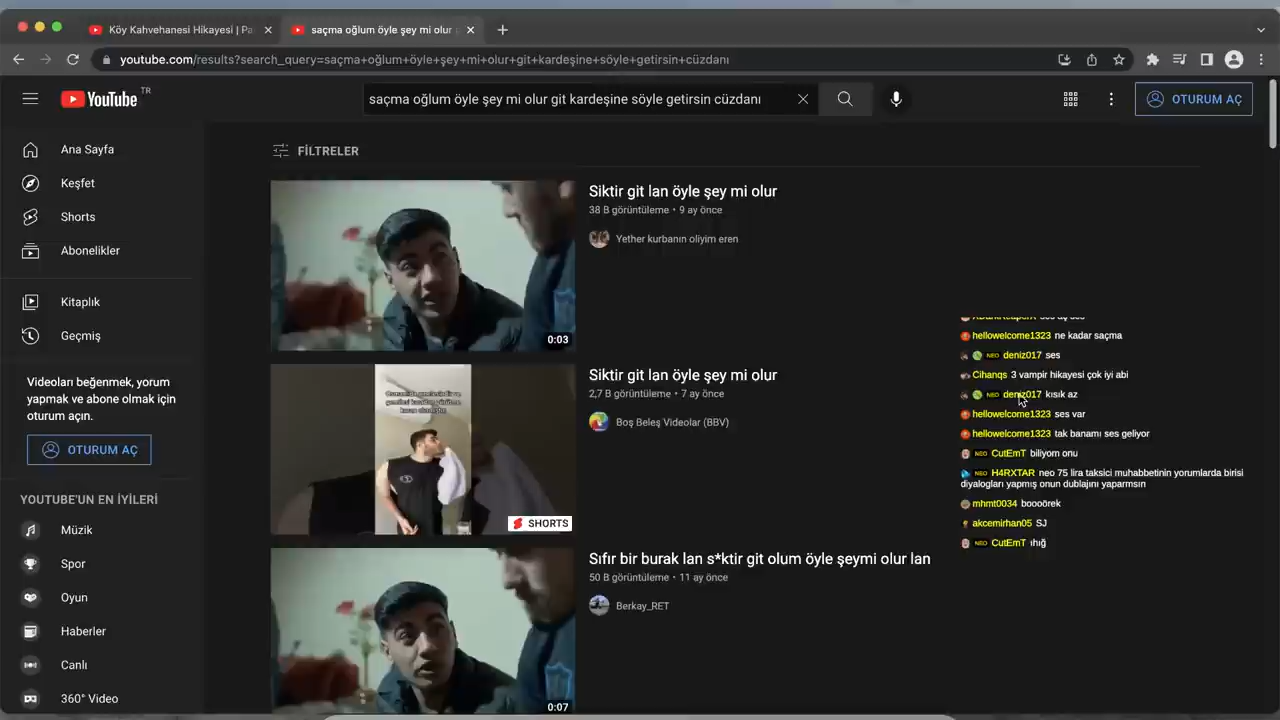 Köy Kahvehanesi Hikayesi | Pa
saçma oğlum öyle şey mi olur
youtube.com/results?search_query=saçma+oğlum+öyle+şey+mi+olur+git+kardeşine+söyle+getirsin+cüzdanı
YouTube TR
saçma oğlum öyle şey mi olur git kardeşine söyle getirsin cüzdanı
OTURUM AÇ
Ana Sayfa
Keşfet
Shorts
Abonelikler
Kitaplık
Geçmiş
Videoları beğenmek, yorum
yapmak ve abone olmak için
oturum açın.
OTURUM AÇ
YOUTUBE'UN EN İYİLERİ
Müzik
Spor
Oyun
Haberler
Canlı
360° Video
FİLTRELER
0:03
Siktir git lan öyle şey mi olur
38 B görüntüleme • 9 ay önce
Yether kurbanın oliyim eren
SHORTS
Siktir git lan öyle şey mi olur
2,7 B görüntüleme • 7 ay önce
Boş Beleş Videolar (BBV)
0:07
Sıfır bir burak lan s*ktir git olum öyle şeymi olur lan
50 B görüntüleme • 11 ay önce
Berkay_RET
hellowelcome1323 ne kadar saçma
NEO deniz017 ses
Cihanqs 3 vampir hikayesi çok iyi abi
NEO deniz017 kısık az
hellowelcome1323 ses var
hellowelcome1323 tak banamı ses geliyor
NEO CutEmT biliyom onu
NEO H4RXTAR neo 75 lira taksici muhabbetinin yorumlarda birisi
diyalogları yapmış onun dublajını yaparmsın
mhmt0034 boooörek
akcemirhan05 SJ
NEO CutEmT ıhığ